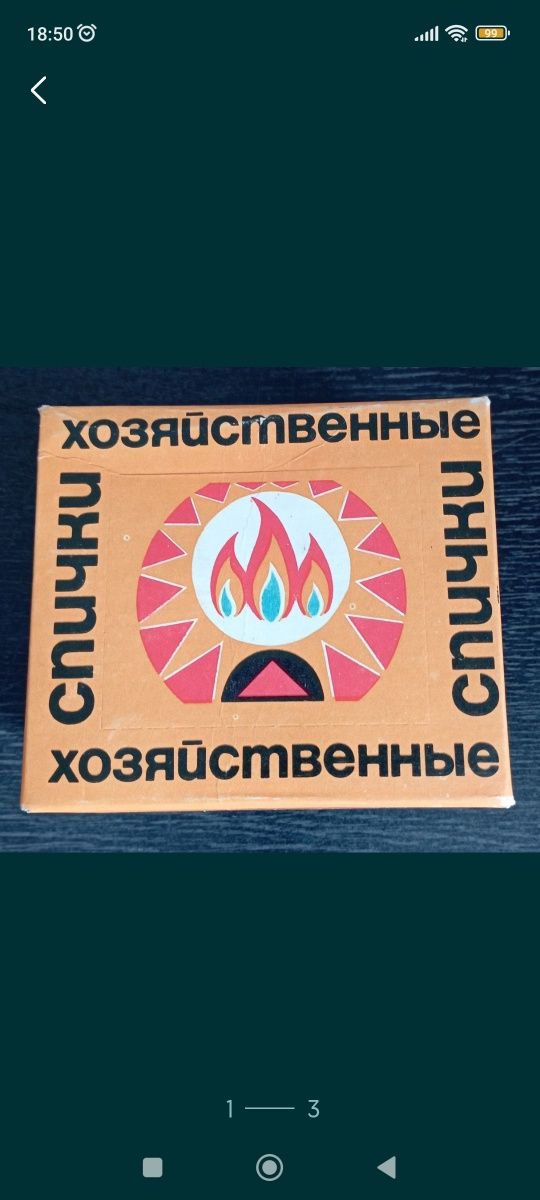 18:50
99
хозяйственные
спички
спички
хозяйственные
1 3